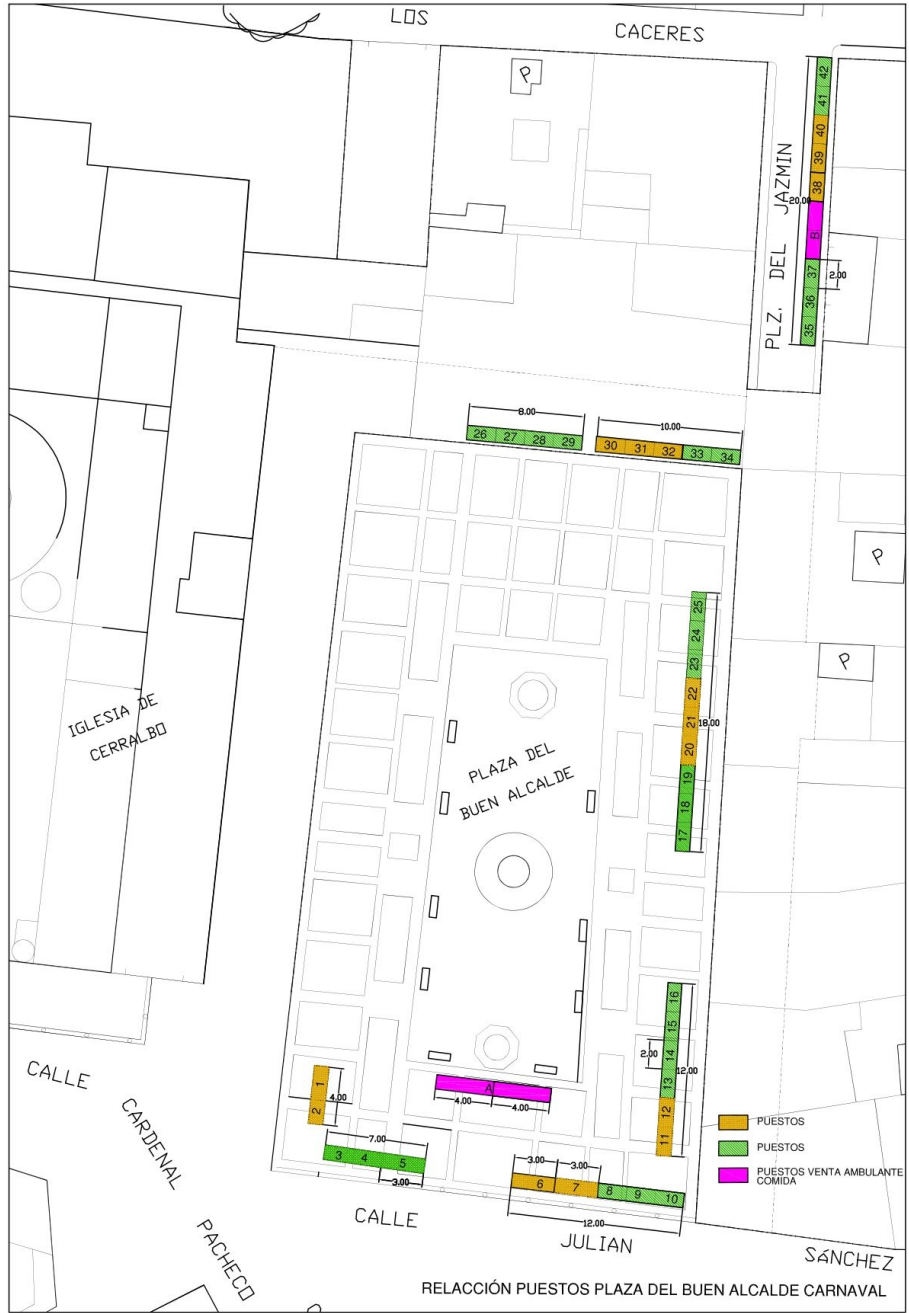 LOS
CACERES
P
42
41
40
39
38
20.00
B
37
2.00
36
35
PLZ. DEL JAZMIN
8.00
26 27 28 29
10.00
30 31 32 33 34
P
P
25
24
23
22
21
20
19
18
17
18.00
IGLESIA DE
CERRALBO
PLAZA DEL
BUEN ALCALDE
16
15
14
13
12
11
2.00
12.00
1
2
4.00
A
4.00 4.00
7.00
3 4 5
3.00
3.00 3.00
6 7 8 9 10
12.00
PUESTOS
PUESTOS
PUESTOS VENTA AMBULANTE
COMIDA
CALLE
CARDENAL
PACHECO
CALLE
JULIAN
SÁNCHEZ
RELACCIÓN PUESTOS PLAZA DEL BUEN ALCALDE CARNAVAL